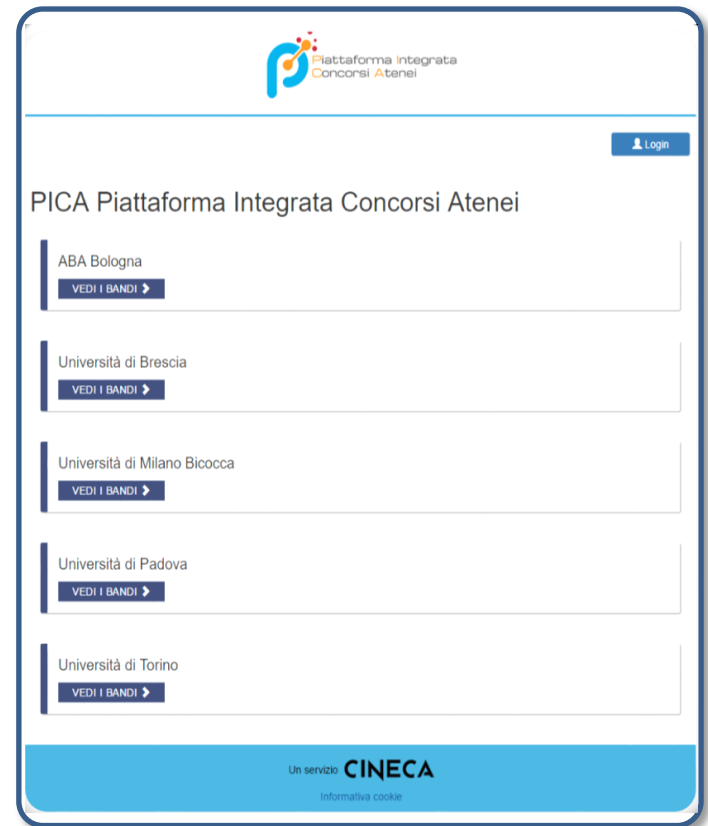 Piattaforma Integrata
Concorsi Atenei
Login
PICA Piattaforma Integrata Concorsi Atenei
ABA Bologna
VEDI I BANDI
Università di Brescia
VEDI I BANDI
Università di Milano Bicocca
VEDI I BANDI
Università di Padova
VEDI I BANDI
Università di Torino
VEDI I BANDI
Un servizio CINECA
Informativa cookie